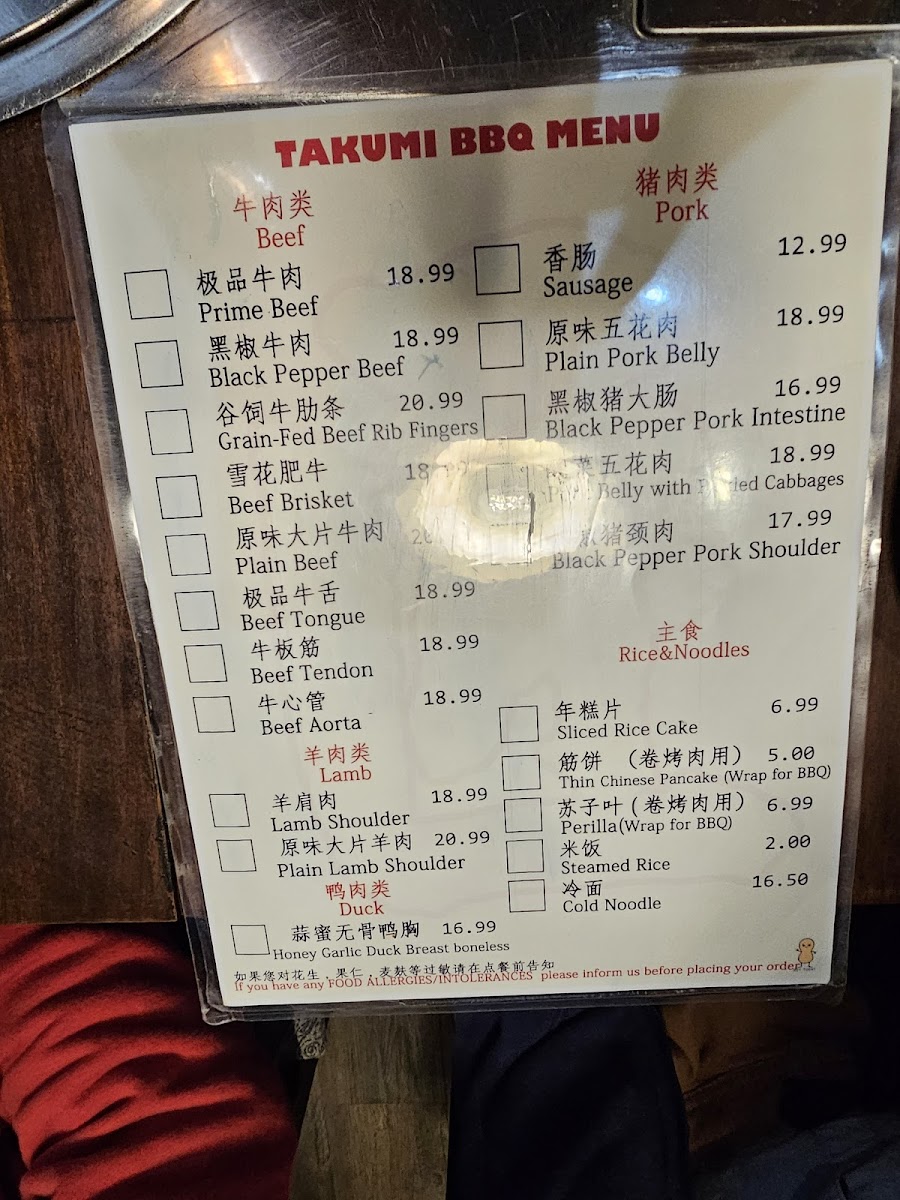 TAKUMI BBQ MENU
牛肉类
Beef
极品牛肉 18.99
Prime Beef
黑椒牛肉 18.99
Black Pepper Beef
谷饲牛肋条 20.99
Grain-Fed Beef Rib Fingers
雪花肥牛
Beef Brisket
原味大片牛肉
Plain Beef
极品牛舌 18.99
Beef Tongue
牛板筋 18.99
Beef Tendon
牛心管 18.99
Beef Aorta
羊肉类
Lamb
羊肩肉 18.99
Lamb Shoulder
原味大片羊肉 20.99
Plain Lamb Shoulder
鸭肉类
Duck
蒜蜜无骨鸭胸 16.99
Honey Garlic Duck Breast boneless
猪肉类
Pork
香肠 12.99
Sausage
原味五花肉 18.99
Plain Pork Belly
黑椒猪大肠 16.99
Black Pepper Pork Intestine
五花肉 18.99
Belly with Cabbages
猪颈肉 17.99
Black Pepper Pork Shoulder
主食
Rice&Noodles
年糕片 6.99
Sliced Rice Cake
筋饼 (卷烤肉用) 5.00
Thin Chinese Pancake (Wrap for BBQ)
苏子叶(卷烤肉用) 6.99
Perilla(Wrap for BBQ)
米饭 2.00
Steamed Rice
冷面 16.50
Cold Noodle
如果您对花生，果仁，麦麸等过敏请在点餐前告知
If you have any FOOD ALLERGIES/INTOLERANCES please inform us before placing your order